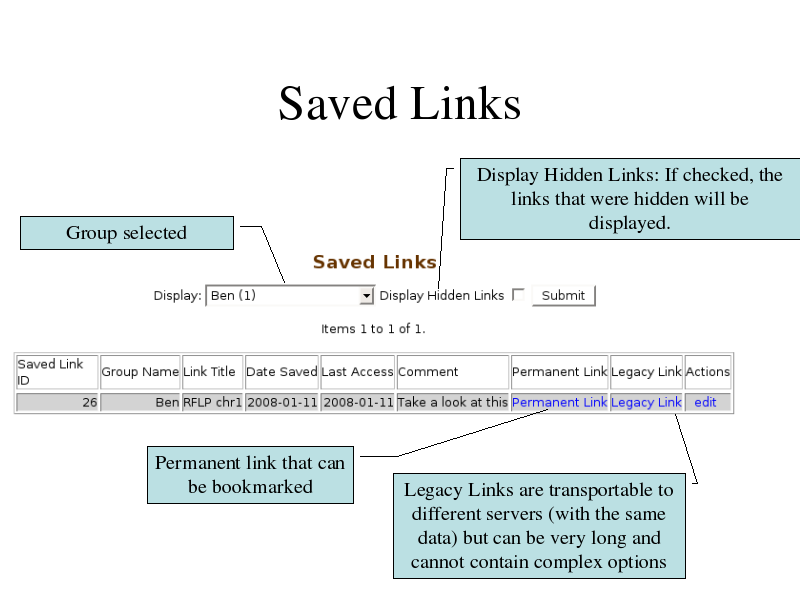 Saved Links
Display Hidden Links: If checked, the
links that were hidden will be
displayed.
Group selected
Saved Links
Display: Ben (1) Display Hidden Links Submit
Items 1 to 1 of 1.
Saved Link ID Group Name Link Title Date Saved Last Access Comment Permanent Link Legacy Link Actions
26 Ben RFLP chr1 2008-01-11 2008-01-11 Take a look at this Permanent Link Legacy Link edit
Permanent link that can
be bookmarked
Legacy Links are transportable to
different servers (with the same
data) but can be very long and
cannot contain complex options